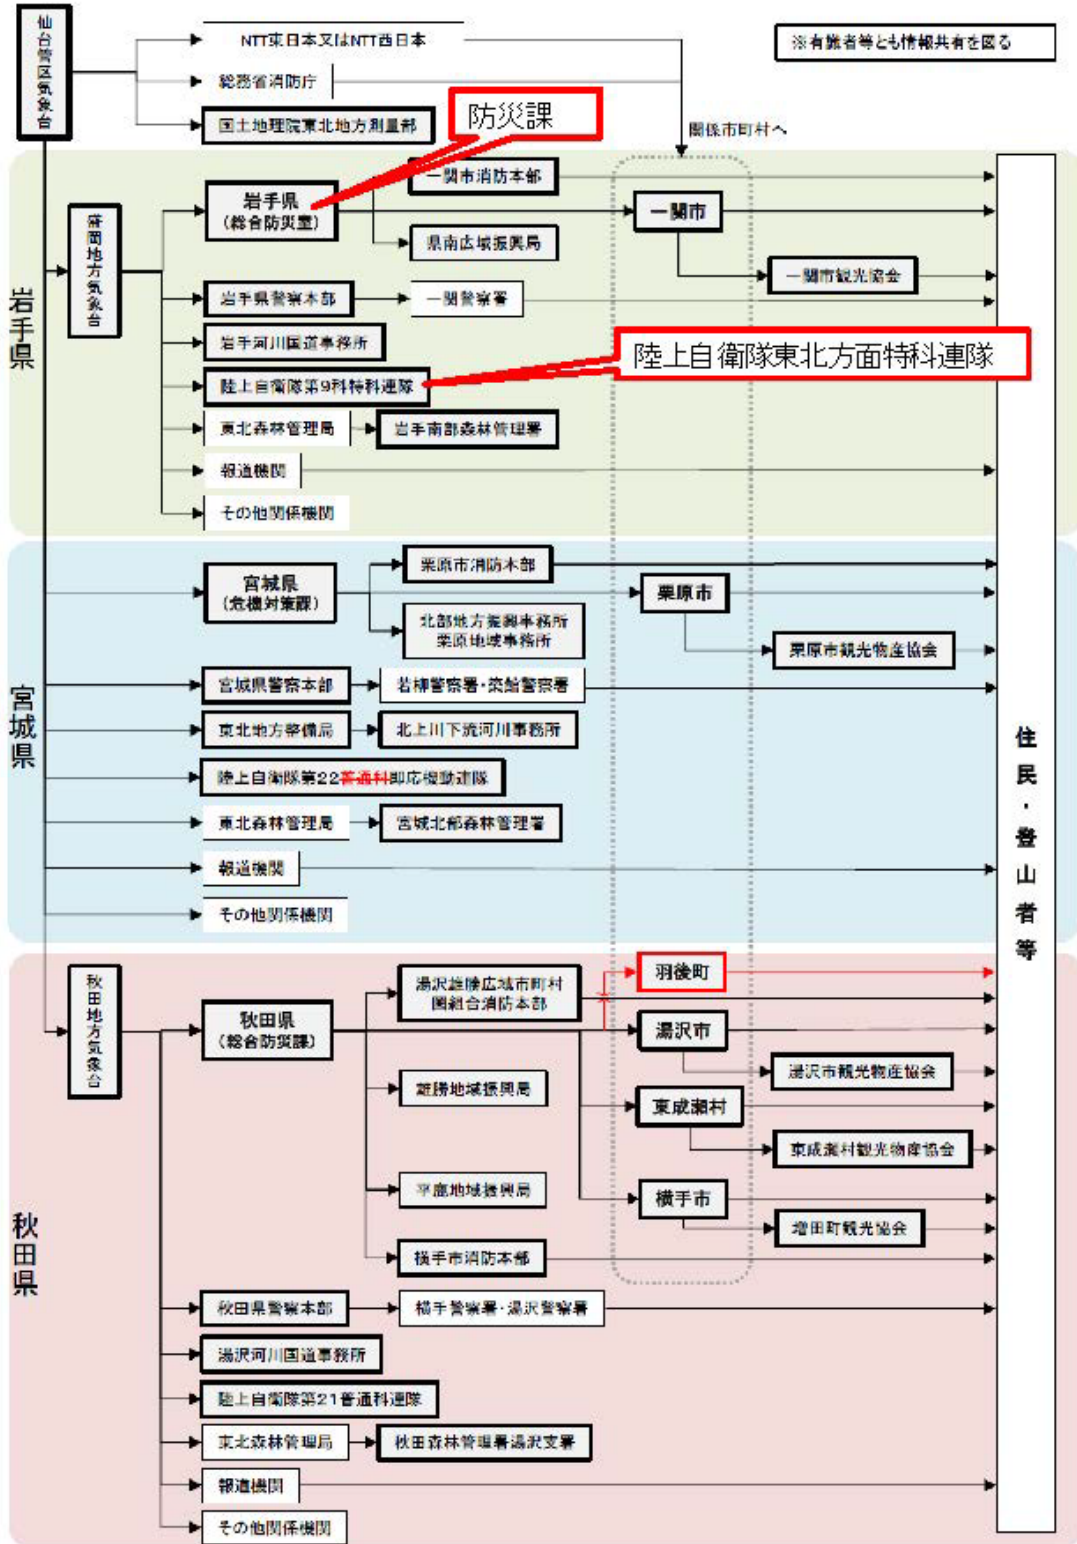 仙台管区気象台
NTT東日本又はNTT西日本
※有識者等とも情報共有を図る
総務省消防庁
国土地理院東北地方測量部
防災課
関係市町村へ
岩手県
盛岡地方気象台
岩手県
(総合防災室)
一関市消防本部
一関市
県南広域振興局
一関市観光協会
岩手県警察本部
一関警察署
岩手河川国道事務所
陸上自衛隊東北方面特科連隊
陸上自衛隊第9科特科連隊
東北森林管理局
岩手南部森林管理署
報道機関
その他関係機関
宮城県
宮城県
(危機対策課)
栗原市消防本部
栗原市
北部地方振興事務所
栗原地域事務所
栗原市観光物産協会
宮城県警察本部
若柳警察署・築館警察署
東北地方整備局
北上川下流河川事務所
陸上自衛隊第22普通科即応機動連隊
東北森林管理局
宮城北部森林管理署
報道機関
その他関係機関
住民・登山者等
秋田県
秋田地方気象台
秋田県
(総合防災課)
湯沢雄勝広域市町村
圏組合消防本部
羽後町
湯沢市
湯沢市観光物産協会
雄勝地域振興局
東成瀬村
東成瀬村観光物産協会
平鹿地域振興局
横手市
増田町観光協会
横手市消防本部
秋田県警察本部
横手警察署・湯沢警察署
湯沢河川国道事務所
陸上自衛隊第21普通科連隊
東北森林管理局
秋田森林管理署湯沢支署
報道機関
その他関係機関